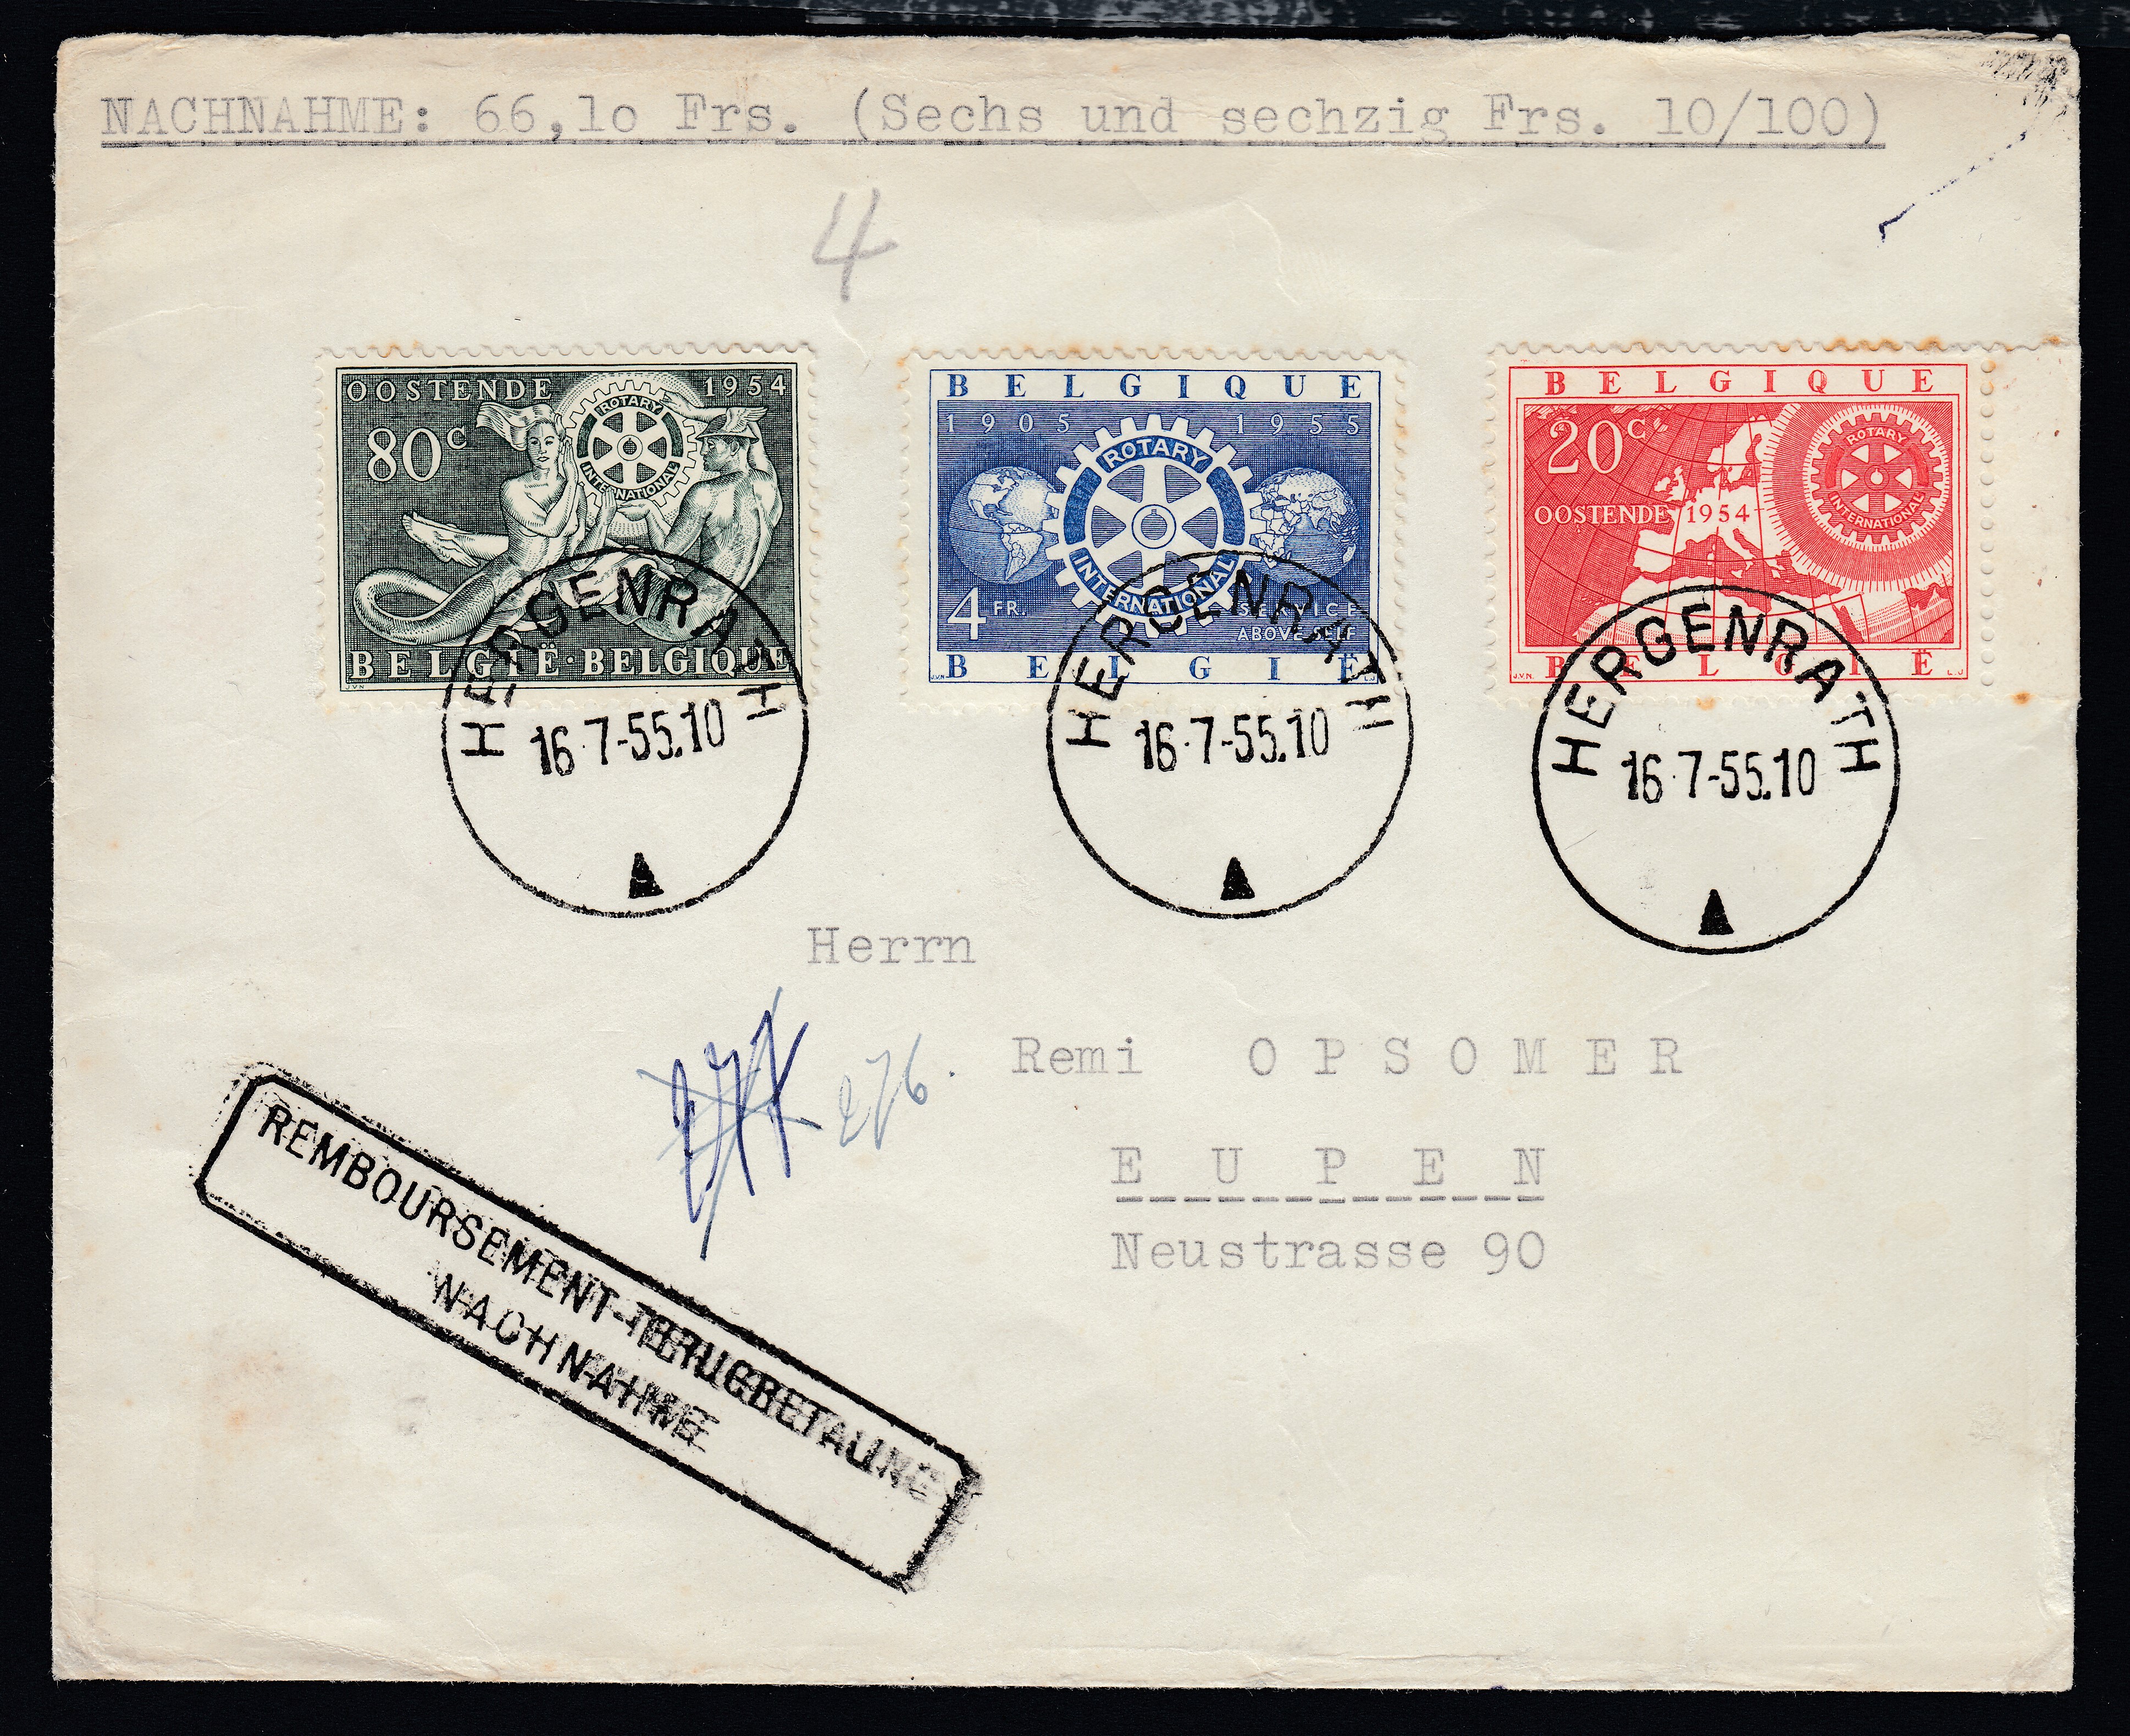 NACHNAHME: 66,lo Frs. (Sechs und sechzig Frs. 10/100)
4
OOSTENDE 1954
80c
ROTARY
INTERNATIONAL
BELGIË·BELGIQUE
J.V.N
BELGIQUE
1905 1955
ROTARY
INTERNATIONAL
4 FR.
SERVICE
ABOVE SELF
BELGIË
BELGIQUE
20c
ROTARY
INTERNATIONAL
OOSTENDE 1954
BELGIË
J.V.N.
HERGENRATH
16·7-55.10
HERGENRATH
16·7-55.10
HERGENRATH
16·7-55.10
Herrn
276.
Remi OPSOMER
EUPEN
Neustrasse 90
REMBOURSEMENT-TERUGBETALING
NACHNAHME